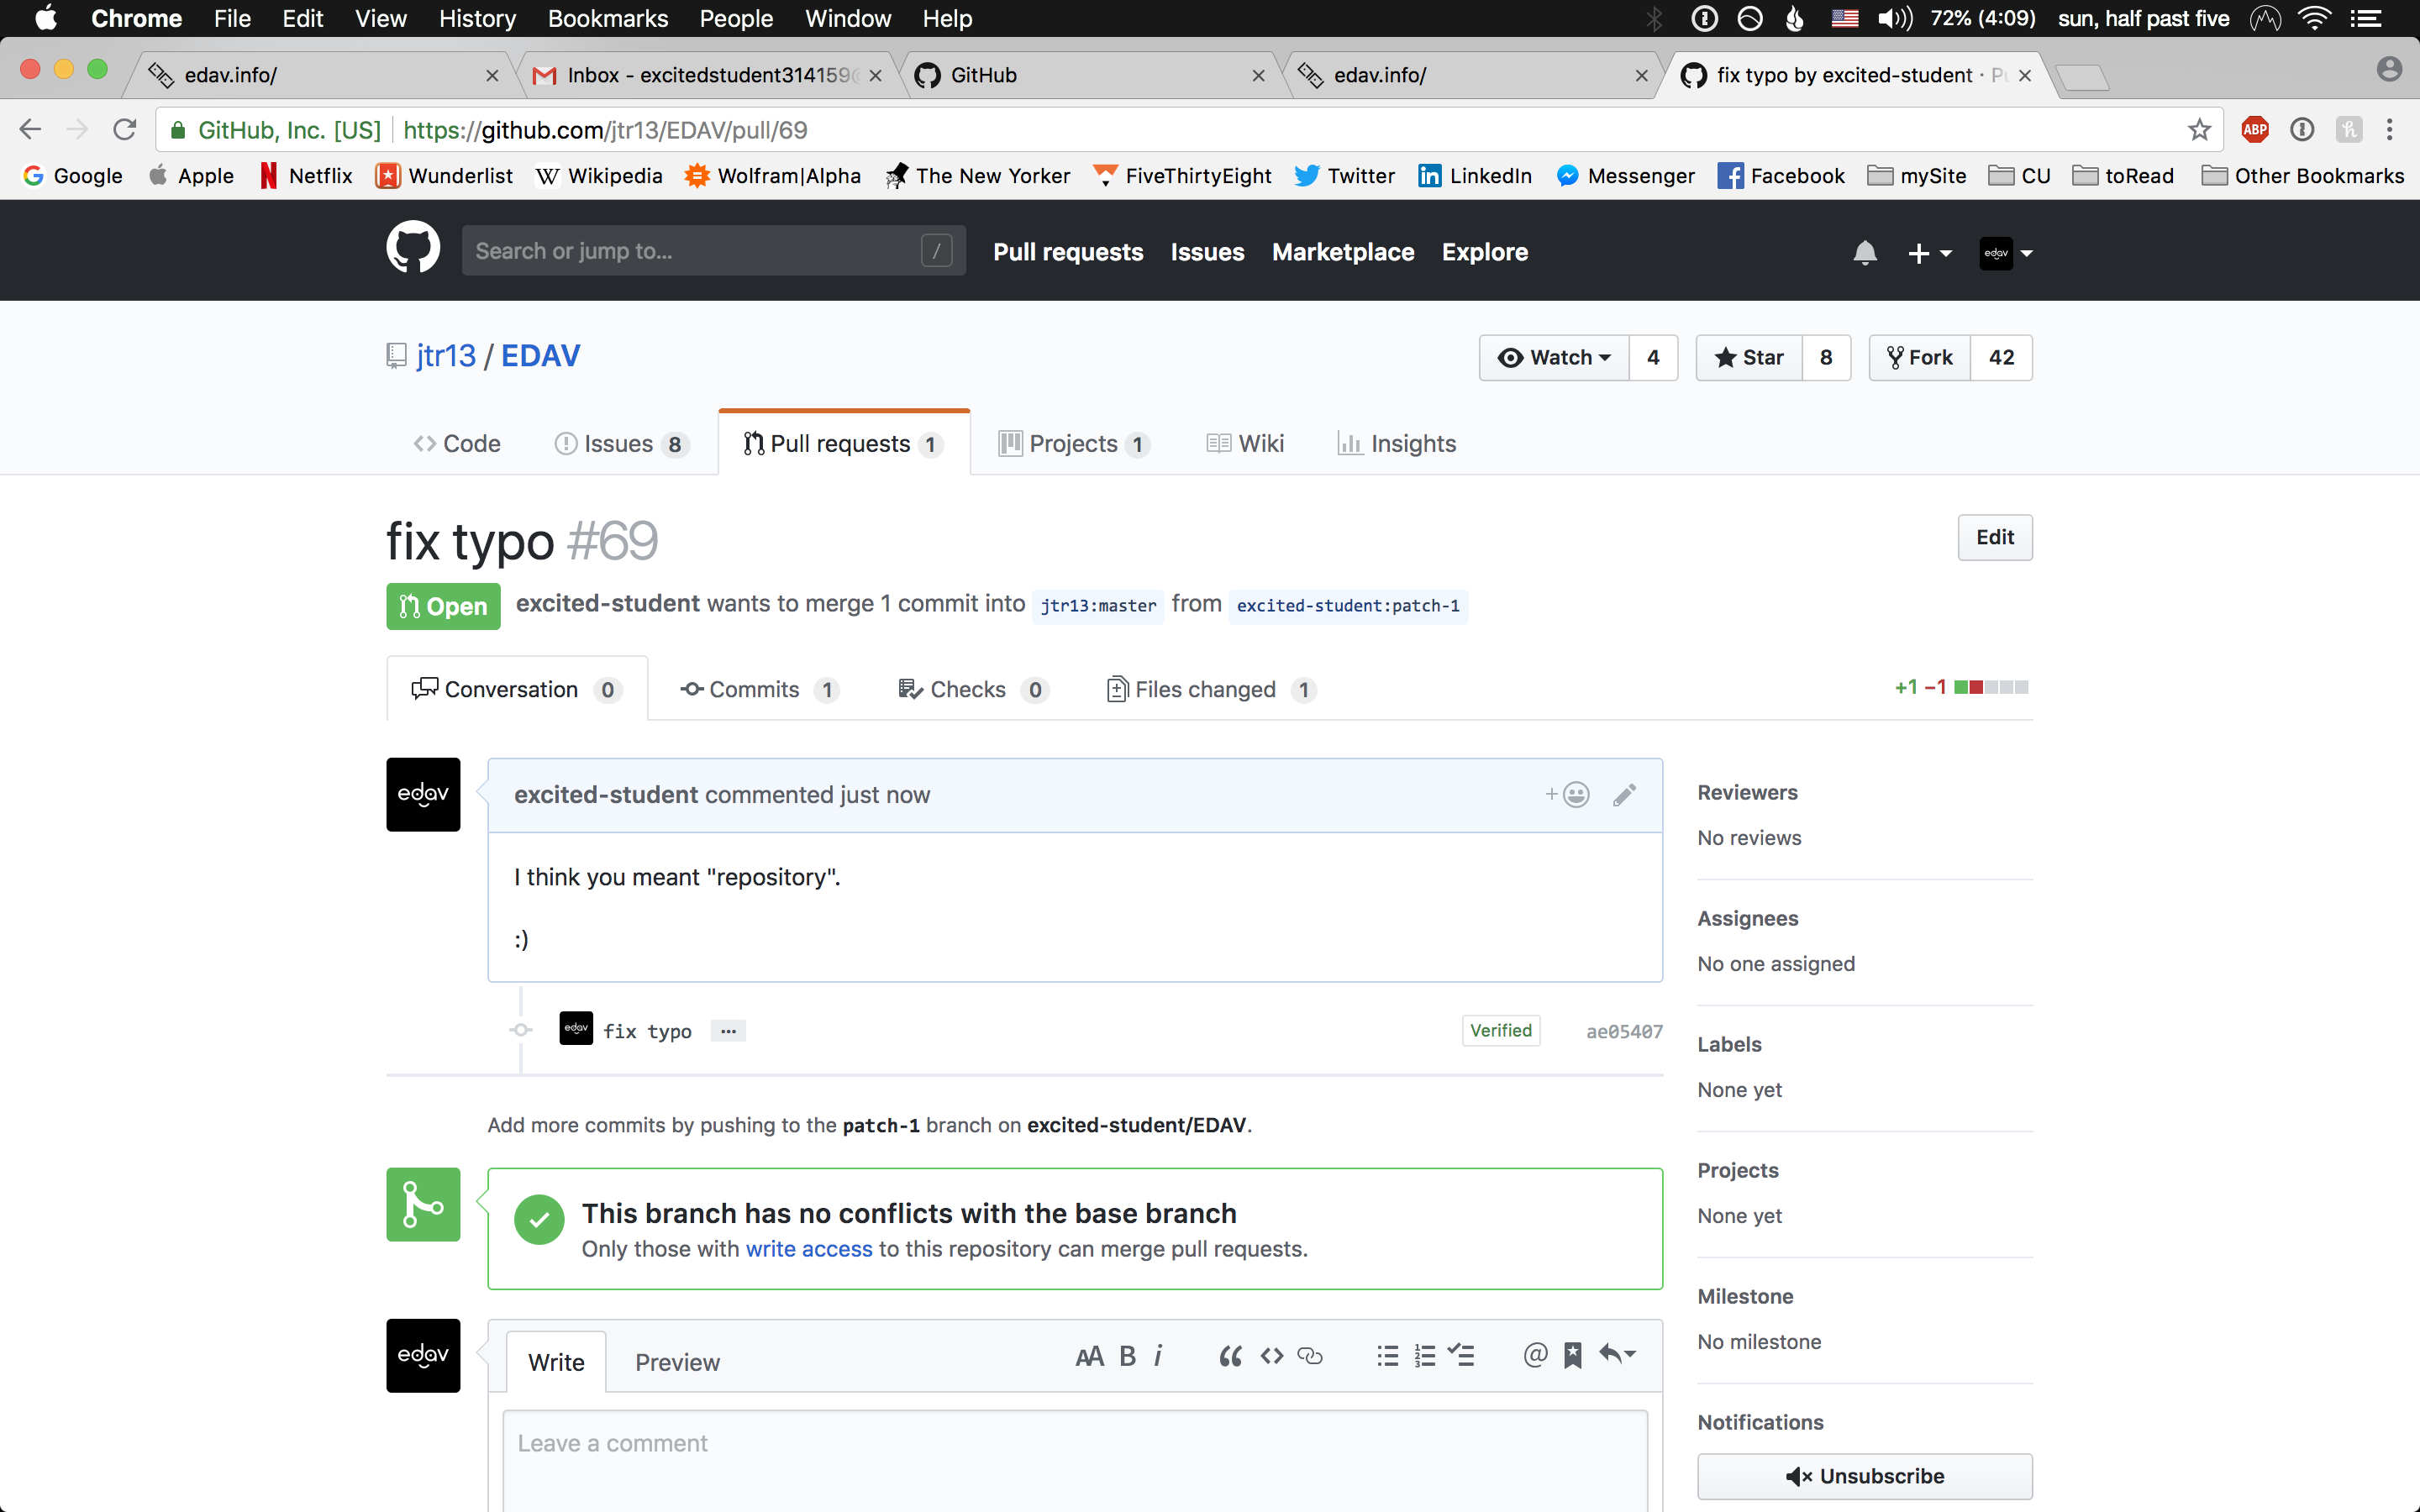 Chrome File Edit View History Bookmarks People Window Help 72% (4:09) sun, half past five
edav.info/ Inbox - excitedstudent314159@ GitHub edav.info/ fix typo by excited-student · Pu
GitHub, Inc. [US] https://github.com/jtr13/EDAV/pull/69 ABP
Google Apple Netflix Wunderlist Wikipedia Wolfram|Alpha The New Yorker FiveThirtyEight Twitter LinkedIn Messenger Facebook mySite CU toRead Other Bookmarks
Search or jump to... / Pull requests Issues Marketplace Explore edav
jtr13 / EDAV Watch 4 Star 8 Fork 42
Code Issues 8 Pull requests 1 Projects 1 Wiki Insights
fix typo #69 Edit
Open excited-student wants to merge 1 commit into jtr13:master from excited-student:patch-1
Conversation 0 Commits 1 Checks 0 Files changed 1 +1 −1
edav excited-student commented just now
I think you meant "repository".
:)
edav fix typo ... Verified ae05407
Add more commits by pushing to the patch-1 branch on excited-student/EDAV.
This branch has no conflicts with the base branch
Only those with write access to this repository can merge pull requests.
edav Write Preview
Leave a comment
Reviewers
No reviews
Assignees
No one assigned
Labels
None yet
Projects
None yet
Milestone
No milestone
Notifications
Unsubscribe